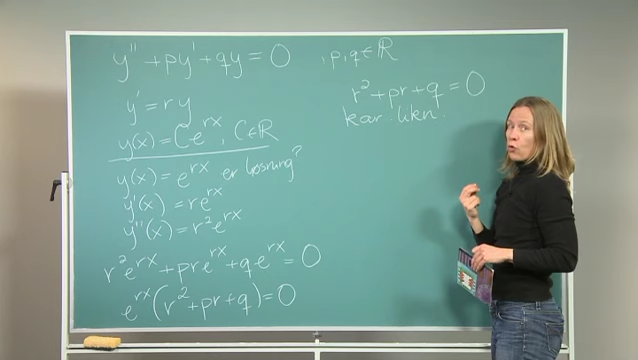 y'' + py' + qy = 0 , p,q ∈ ℝ
y' = ry
y(x) = Ce^{rx}, C ∈ ℝ
y(x) = e^{rx} er løsning?
y'(x) = re^{rx}
y''(x) = r²e^{rx}
r²e^{rx} + pre^{rx} + qe^{rx} = 0
e^{rx}(r² + pr + q) = 0
r² + pr + q = 0
kar. likn.